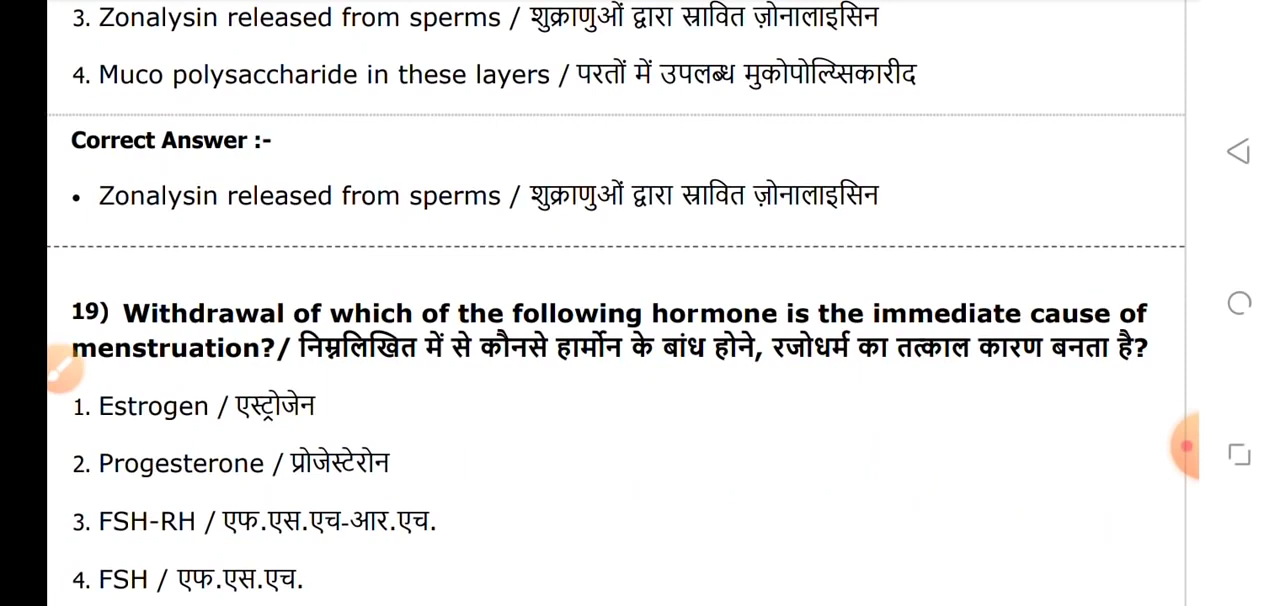 3. Zonalysin released from sperms / शुक्राणुओं द्वारा स्रावित ज़ोनालाइसिन
4. Muco polysaccharide in these layers / परतों में उपलब्ध मुकोपोल्य्सिकारीद
Correct Answer :-
• Zonalysin released from sperms / शुक्राणुओं द्वारा स्रावित ज़ोनालाइसिन
19) Withdrawal of which of the following hormone is the immediate cause of
menstruation?/ निम्नलिखित में से कौनसे हार्मोन के बांध होने, रजोधर्म का तत्काल कारण बनता है?
1. Estrogen / एस्ट्रोजेन
2. Progesterone / प्रोजेस्टेरोन
3. FSH-RH / एफ.एस.एच-आर.एच.
4. FSH / एफ.एस.एच.